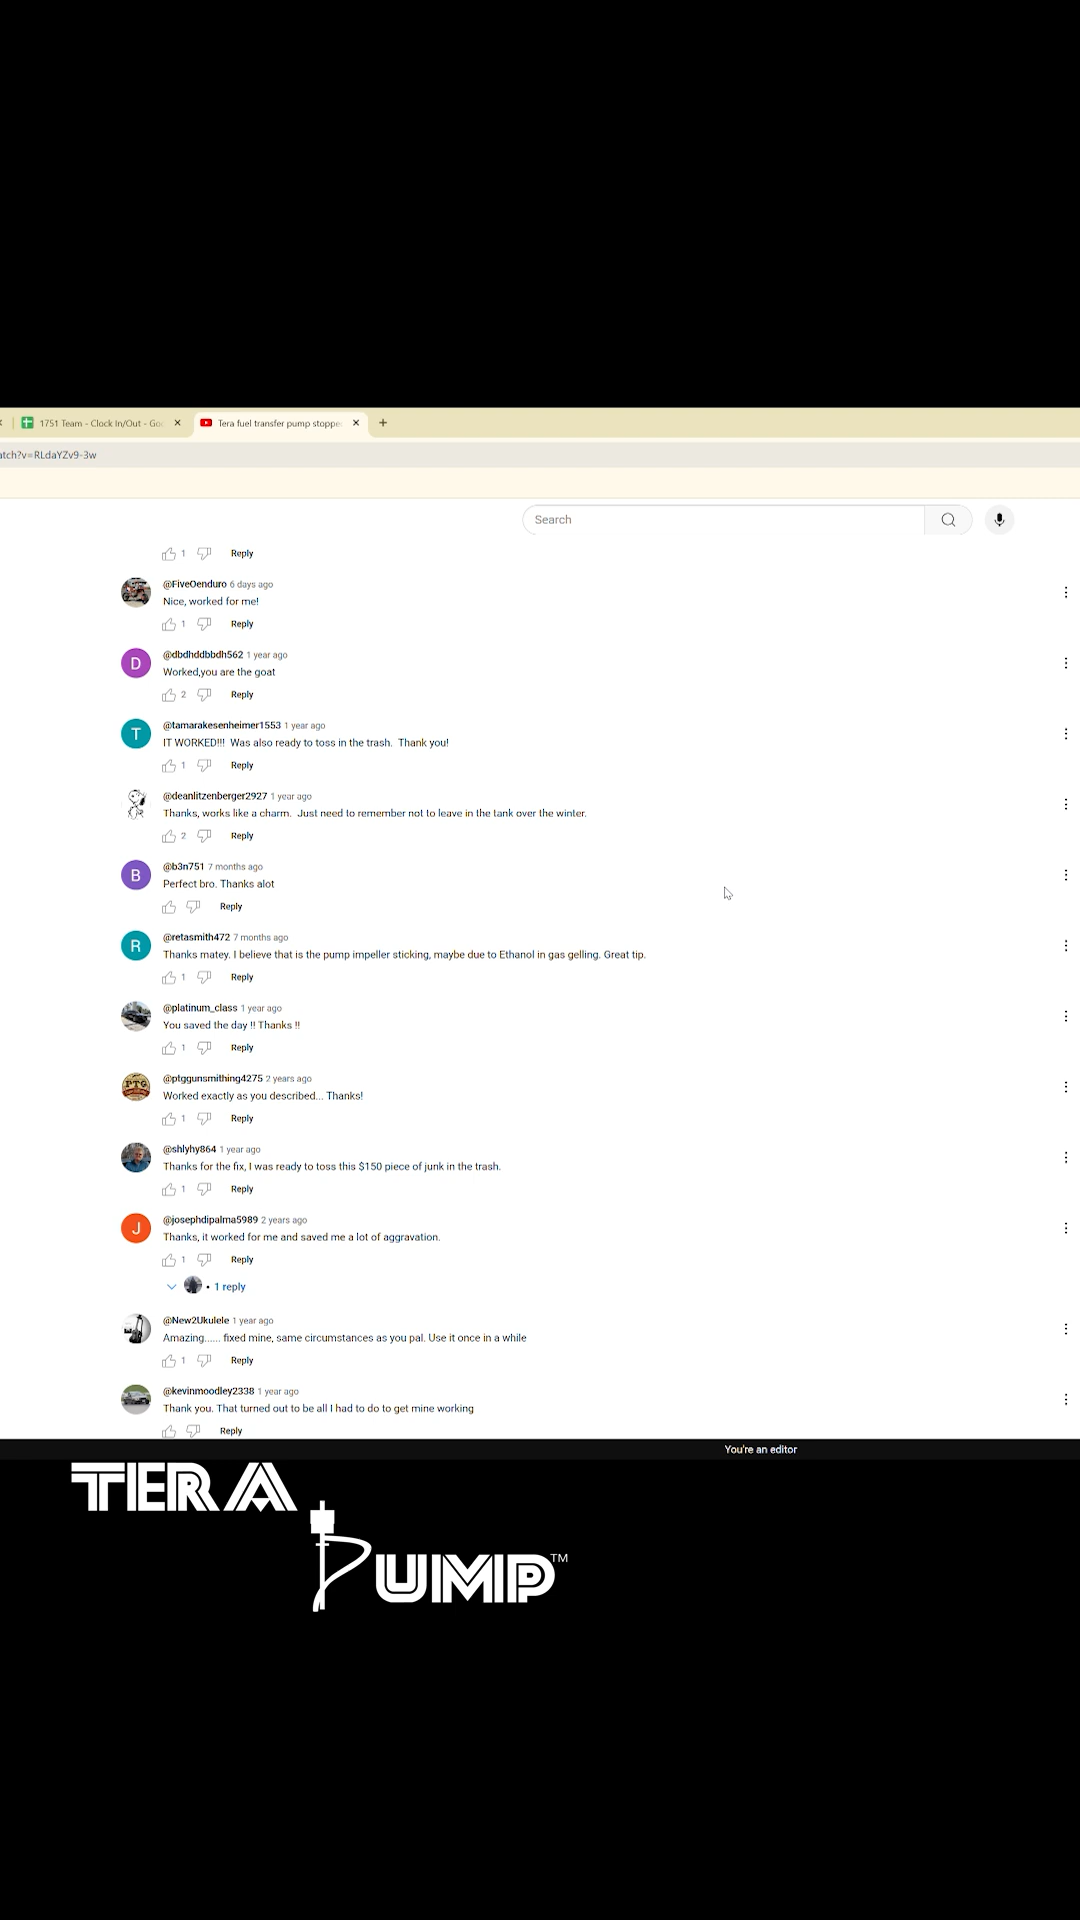 1751 Team - Clock In/Out - Go
Tera fuel transfer pump stoppe
atch?v=RLdaYZv9-3w
Search
1 Reply
@FiveOenduro 6 days ago
Nice, worked for me!
1 Reply
D
@dbdhddbbdh562 1 year ago
Worked,you are the goat
2 Reply
T
@tamarakesenheimer1553 1 year ago
IT WORKED!!! Was also ready to toss in the trash. Thank you!
1 Reply
@deanlitzenberger2927 1 year ago
Thanks, works like a charm. Just need to remember not to leave in the tank over the winter.
2 Reply
B
@b3n751 7 months ago
Perfect bro. Thanks alot
Reply
R
@retasmith472 7 months ago
Thanks matey. I believe that is the pump impeller sticking, maybe due to Ethanol in gas gelling. Great tip.
1 Reply
@platinum_class 1 year ago
You saved the day !! Thanks !!
1 Reply
PTG
@ptggunsmithing4275 2 years ago
Worked exactly as you described... Thanks!
1 Reply
@shlyhy864 1 year ago
Thanks for the fix, I was ready to toss this $150 piece of junk in the trash.
1 Reply
J
@josephdipalma5989 2 years ago
Thanks, it worked for me and saved me a lot of aggravation.
1 Reply
• 1 reply
@New2Ukulele 1 year ago
Amazing...... fixed mine, same circumstances as you pal. Use it once in a while
1 Reply
@kevinmoodley2338 1 year ago
Thank you. That turned out to be all I had to do to get mine working
Reply
You're an editor
TERA
PUMP™